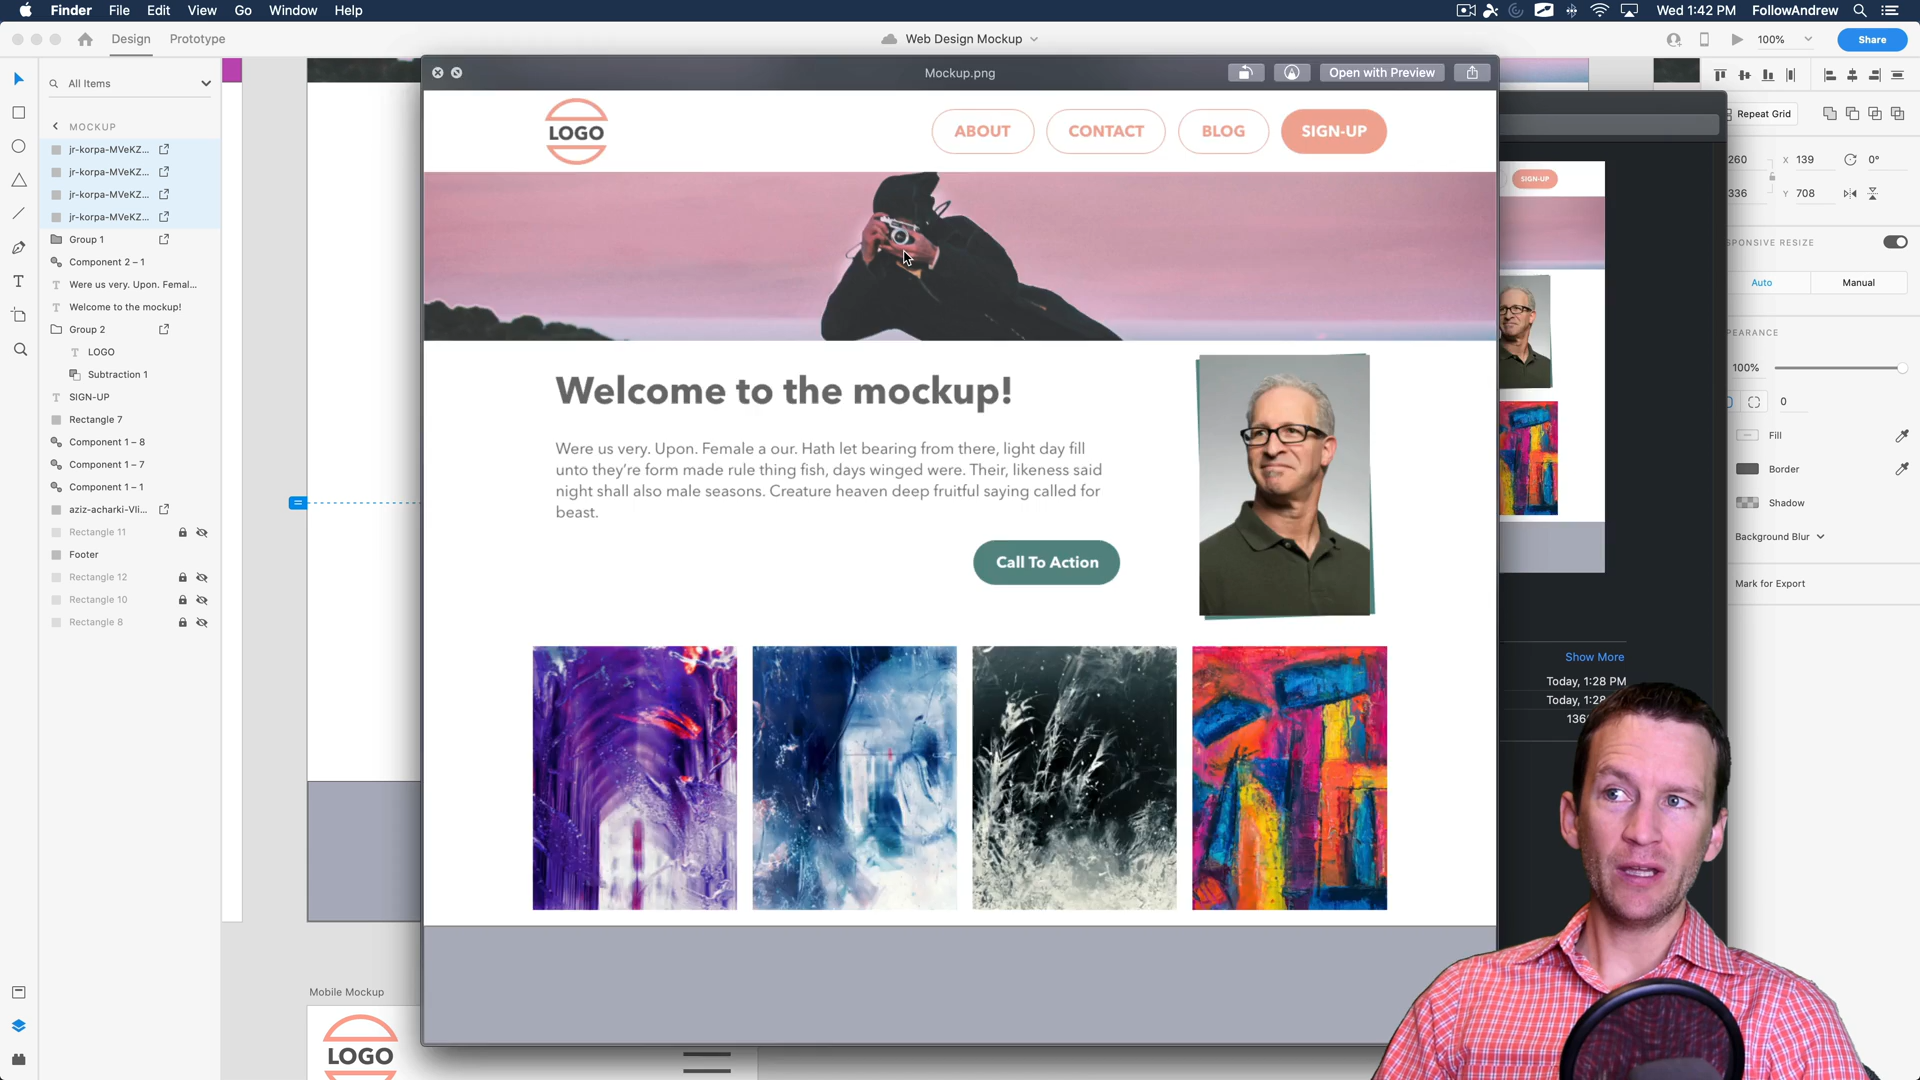 Finder File Edit View Go Window Help
Wed 1:42 PM FollowAndrew
Design Prototype
Web Design Mockup
100%
Share
All Items
Mockup.png
Open with Preview
MOCKUP
jr-korpa-MVeKZ...
jr-korpa-MVeKZ...
jr-korpa-MVeKZ...
jr-korpa-MVeKZ...
Group 1
Component 2 – 1
Were us very. Upon. Femal...
Welcome to the mockup!
Group 2
LOGO
Subtraction 1
SIGN-UP
Rectangle 7
Component 1 – 8
Component 1 – 7
Component 1 – 1
aziz-acharki-Vli...
Rectangle 11
Footer
Rectangle 12
Rectangle 10
Rectangle 8
LOGO
ABOUT CONTACT BLOG SIGN-UP
Welcome to the mockup!
Were us very. Upon. Female a our. Hath let bearing from there, light day fill
unto they're form made rule thing fish, days winged were. Their, likeness said
night shall also male seasons. Creature heaven deep fruitful saying called for
beast.
Call To Action
Mobile Mockup
LOGO
SIGN-UP
Show More
Today, 1:28 PM
Today, 1:28
136
Repeat Grid
260 X 139 0°
336 Y 708
PONSIVE RESIZE
Auto Manual
PEARANCE
100%
0
Fill
Border
Shadow
Background Blur
Mark for Export